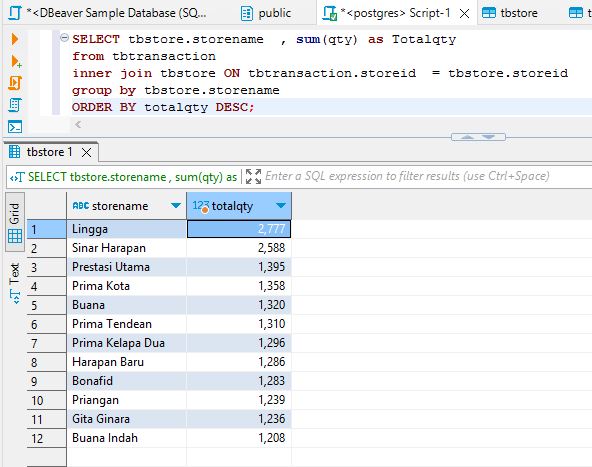 *<DBeaver Sample Database (SQ...
public
*<postgres> Script-1
tbstore
t
SELECT tbstore.storename  , sum(qty) as Totalqty
from tbtransaction
inner join tbstore ON tbtransaction.storeid  = tbstore.storeid
group by tbstore.storename
ORDER BY totalqty DESC;
tbstore 1
SELECT tbstore.storename , sum(qty) as
Enter a SQL expression to filter results (use Ctrl+Space)
Grid
Text
ABC storename 123 totalqty
1 Lingga 2,777
2 Sinar Harapan 2,588
3 Prestasi Utama 1,395
4 Prima Kota 1,358
5 Buana 1,320
6 Prima Tendean 1,310
7 Prima Kelapa Dua 1,296
8 Harapan Baru 1,286
9 Bonafid 1,283
10 Priangan 1,239
11 Gita Ginara 1,236
12 Buana Indah 1,208